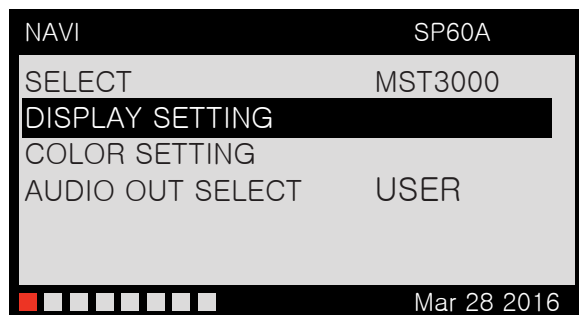 NAVI SP60A
SELECT MST3000
DISPLAY SETTING
COLOR SETTING
AUDIO OUT SELECT USER
Mar 28 2016